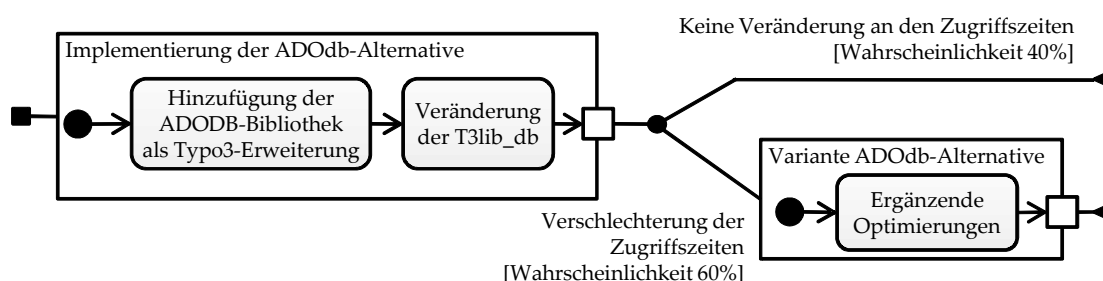 Implementierung der ADOdb-Alternative
Hinzufügung der
ADODB-Bibliothek
als Typo3-Erweiterung
Veränderung
der T3lib_db
Keine Veränderung an den Zugriffszeiten
[Wahrscheinlichkeit 40%]
Verschlechterung der
Zugriffszeiten
[Wahrscheinlichkeit 60%]
Variante ADOdb-Alternative
Ergänzende
Optimierungen